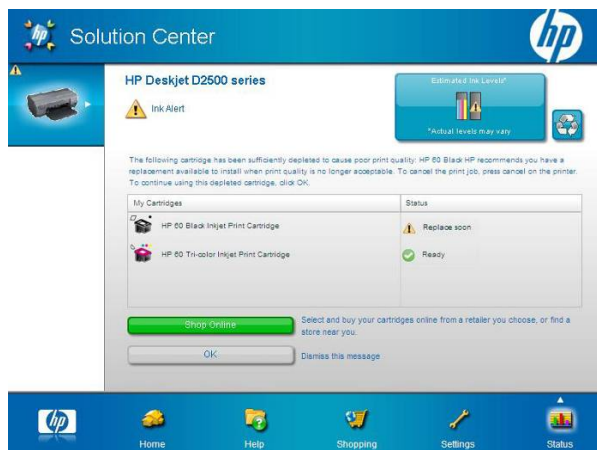 hp Solution Center hp
HP Deskjet D2500 series
Ink Alert
Estimated Ink Levels*
*Actual levels may vary
The following cartridge has been sufficiently depleted to cause poor print quality: HP 60 Black HP recommends you have a
replacement available to install when print quality is no longer acceptable. To cancel the print job, press cancel on the printer.
To continue using this depleted cartridge, click OK.
My Cartridges Status
HP 60 Black Inkjet Print Cartridge Replace soon
HP 60 Tri-color Inkjet Print Cartridge Ready
Shop Online Select and buy your cartridges online from a retailer you choose, or find a
store near you.
OK Dismiss this message
hp Home Help Shopping Settings Status